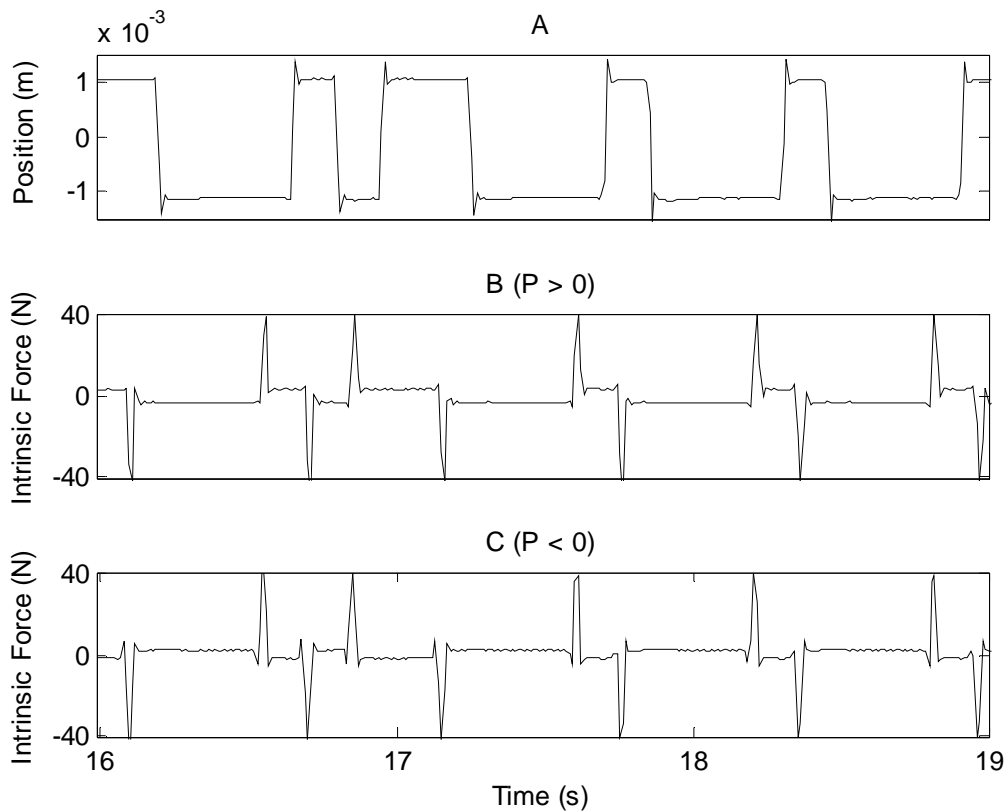 x 10^-3
A
Position (m)
1
0
-1
B (P > 0)
Intrinsic Force (N)
40
0
-40
C (P < 0)
Intrinsic Force (N)
40
0
-40
16
17
18
19
Time (s)